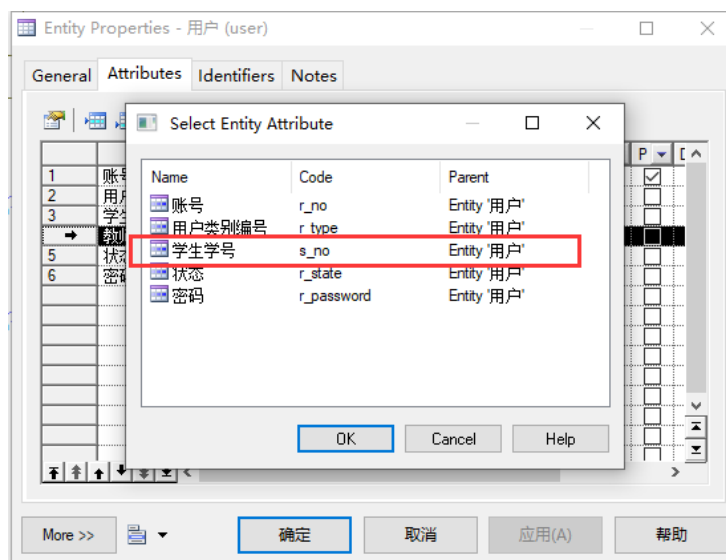 Entity Properties - 用户 (user)
General Attributes Identifiers Notes
Select Entity Attribute
P
Name Code Parent
1
账号 r_no Entity '用户'
2
用户类别编号 r_type Entity '用户'
3
学生学号 s_no Entity '用户'
状态 r_state Entity '用户'
5
6
密码 r_password Entity '用户'
OK Cancel Help
More >> 确定 取消 应用(A) 帮助